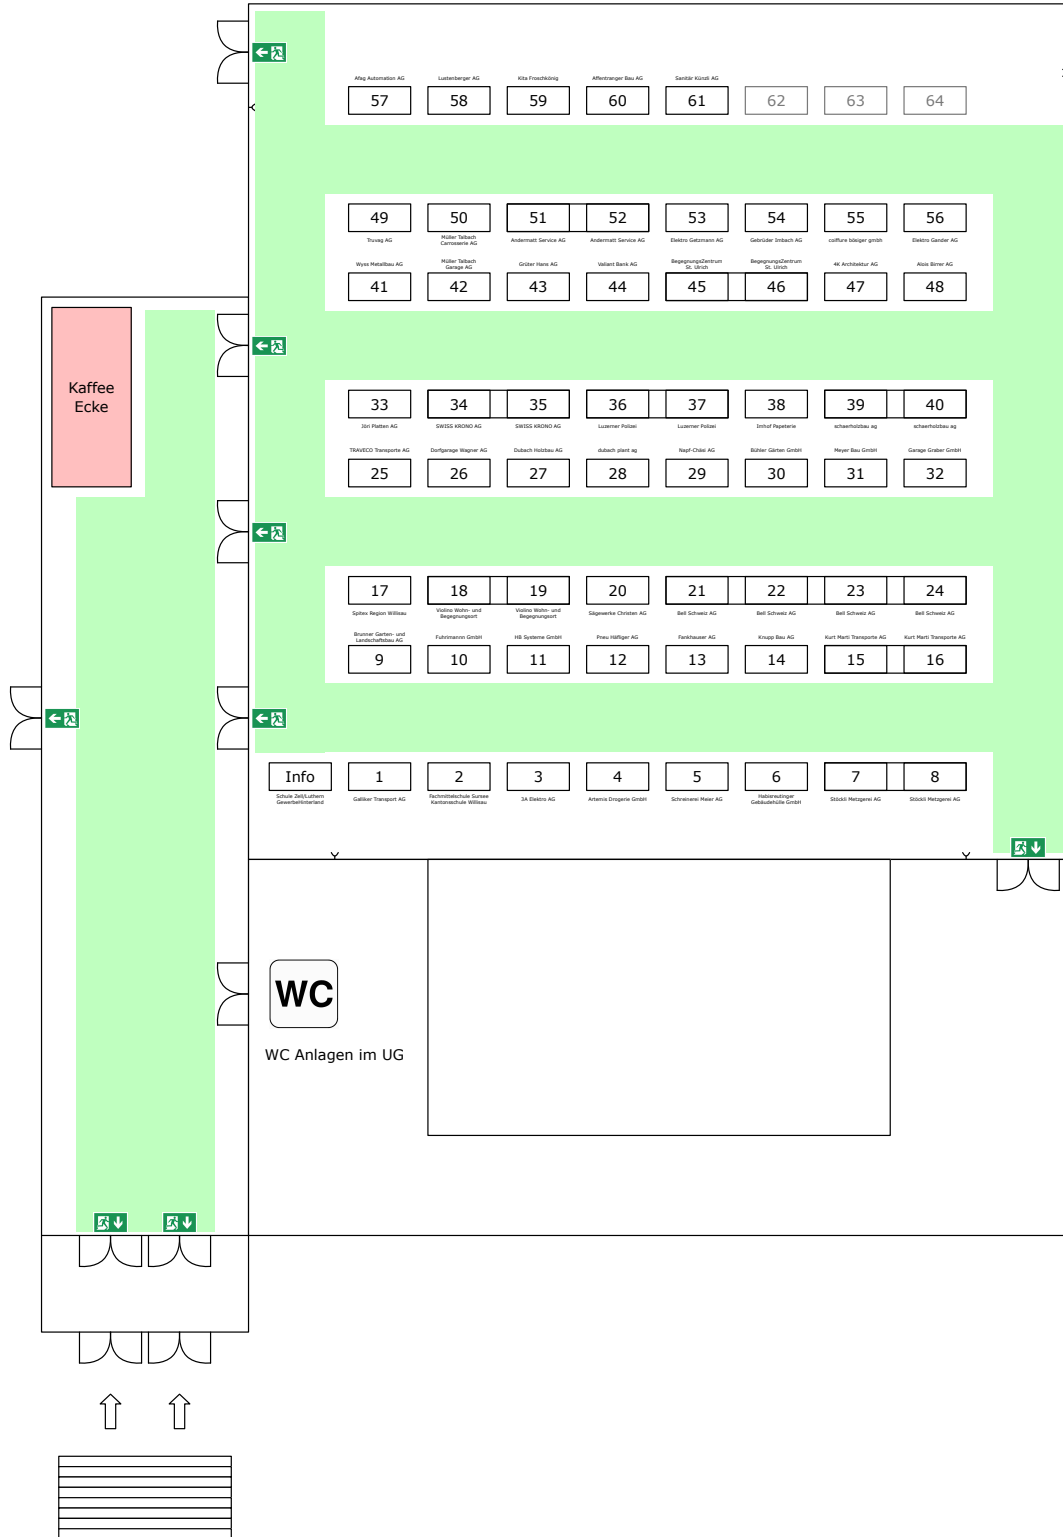 Afag Automation AG
Lustenberger AG
Kita Froschkönig
Affentranger Bau AG
Sanitär Künzli AG
57
58
59
60
61
62
63
64
49
50
51
52
53
54
55
56
Truvag AG
Müller Talbach
Carrosserie AG
Andermatt Service AG
Andermatt Service AG
Elektro Getzmann AG
Gebrüder Imbach AG
coiffure bösiger gmbh
Elektro Gander AG
Wyss Metallbau AG
Müller Talbach
Garage AG
Grüter Hans AG
Valiant Bank AG
BegegnungsZentrum
St. Ulrich
BegegnungsZentrum
St. Ulrich
4K Architektur AG
Alois Birrer AG
41
42
43
44
45
46
47
48
Kaffee
Ecke
33
34
35
36
37
38
39
40
Jöri Platten AG
SWISS KRONO AG
SWISS KRONO AG
Luzerner Polizei
Luzerner Polizei
Imhof Papeterie
schaerholzbau ag
schaerholzbau ag
TRAVECO Transporte AG
Dorfgarage Wagner AG
Dubach Holzbau AG
dubach plant ag
Napf-Chäsi AG
Bühler Gärten GmbH
Meyer Bau GmbH
Garage Graber GmbH
25
26
27
28
29
30
31
32
17
18
19
20
21
22
23
24
Spitex Region Willisau
Violino Wohn- und
Begegnungsort
Violino Wohn- und
Begegnungsort
Sägewerke Christen AG
Bell Schweiz AG
Bell Schweiz AG
Bell Schweiz AG
Bell Schweiz AG
Brunner Garten- und
Landschaftsbau AG
Fuhrimannn GmbH
HB Systeme GmbH
Pneu Häfliger AG
Fankhauser AG
Knupp Bau AG
Kurt Marti Transporte AG
Kurt Marti Transporte AG
9
10
11
12
13
14
15
16
Info
1
2
3
4
5
6
7
8
Schule Zell/Luthern
GewerbeHinterland
Galliker Transport AG
Fachmittelschule Sursee
Kantonsschule Willisau
3A Elektro AG
Artemis Drogerie GmbH
Schreinerei Meier AG
Habisreutinger
Gebäudehülle GmbH
Stöckli Metzgerei AG
Stöckli Metzgerei AG
WC
WC Anlagen im UG